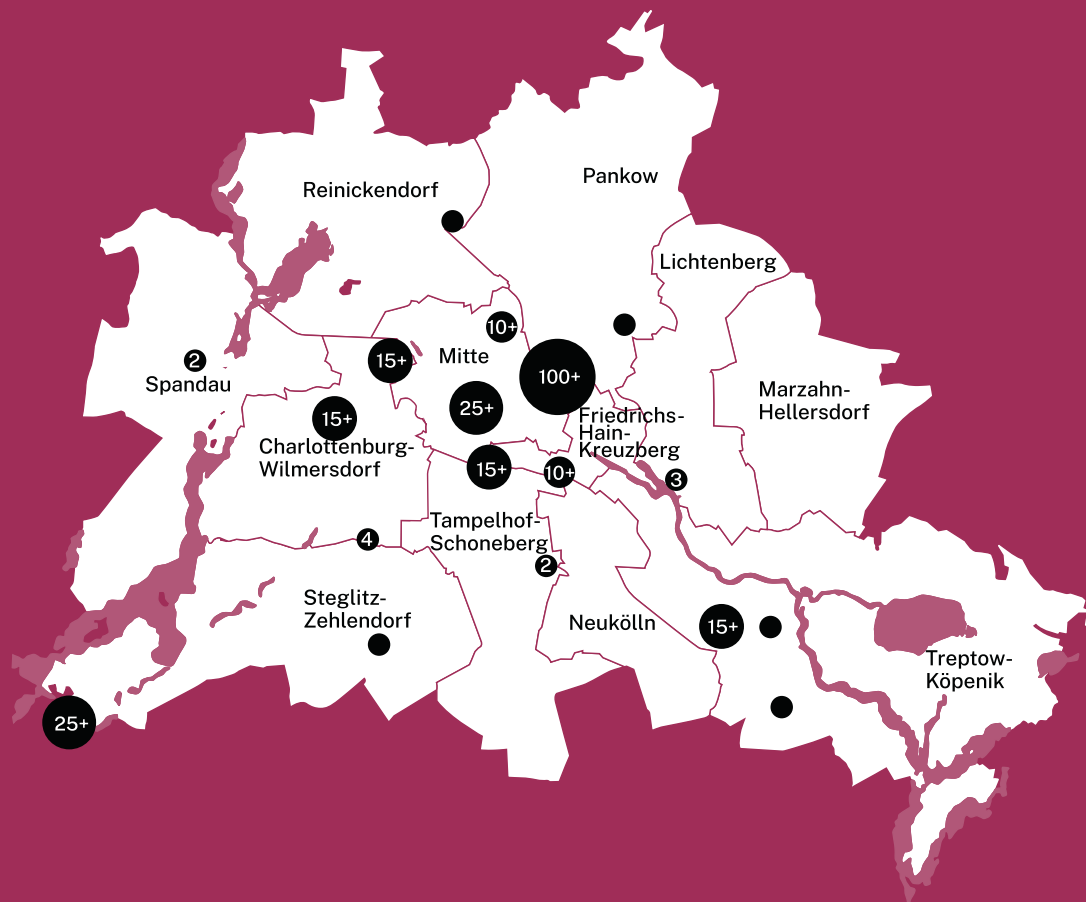 Reinickendorf
Pankow
Lichtenberg
10+
2
Spandau
15+
Mitte
100+
25+
Marzahn-
Hellersdorf
15+
Charlottenburg-
Wilmersdorf
Friedrichs-
Hain-
Kreuzberg
15+
10+
3
Tampelhof-
Schoneberg
4
2
Steglitz-
Zehlendorf
Neukölln
15+
Treptow-
Köpenik
25+